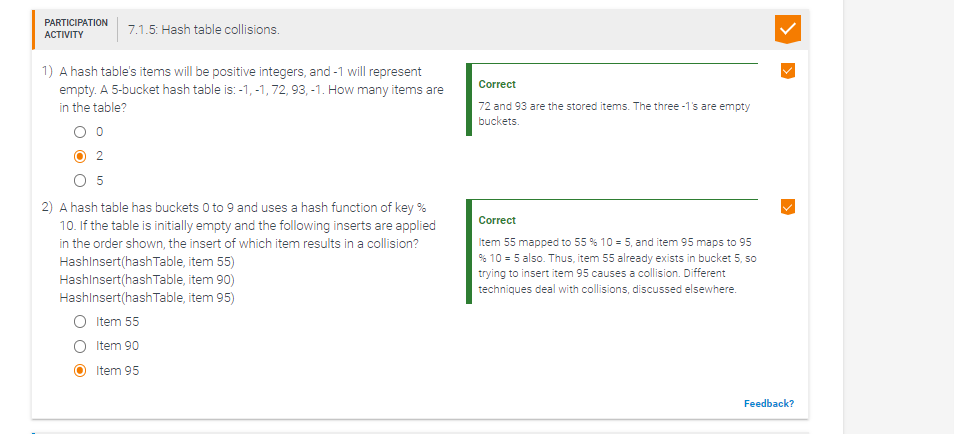 PARTICIPATION
ACTIVITY
7.1.5: Hash table collisions.
1) A hash table's items will be positive integers, and -1 will represent
empty. A 5-bucket hash table is: -1, -1, 72, 93, -1. How many items are
in the table?
0
2
5
Correct
72 and 93 are the stored items. The three -1's are empty
buckets.
2) A hash table has buckets 0 to 9 and uses a hash function of key %
10. If the table is initially empty and the following inserts are applied
in the order shown, the insert of which item results in a collision?
HashInsert(hashTable, item 55)
HashInsert(hashTable, item 90)
HashInsert(hashTable, item 95)
Item 55
Item 90
Item 95
Correct
Item 55 mapped to 55 % 10 = 5, and item 95 maps to 95
% 10 = 5 also. Thus, item 55 already exists in bucket 5, so
trying to insert item 95 causes a collision. Different
techniques deal with collisions, discussed elsewhere.
Feedback?